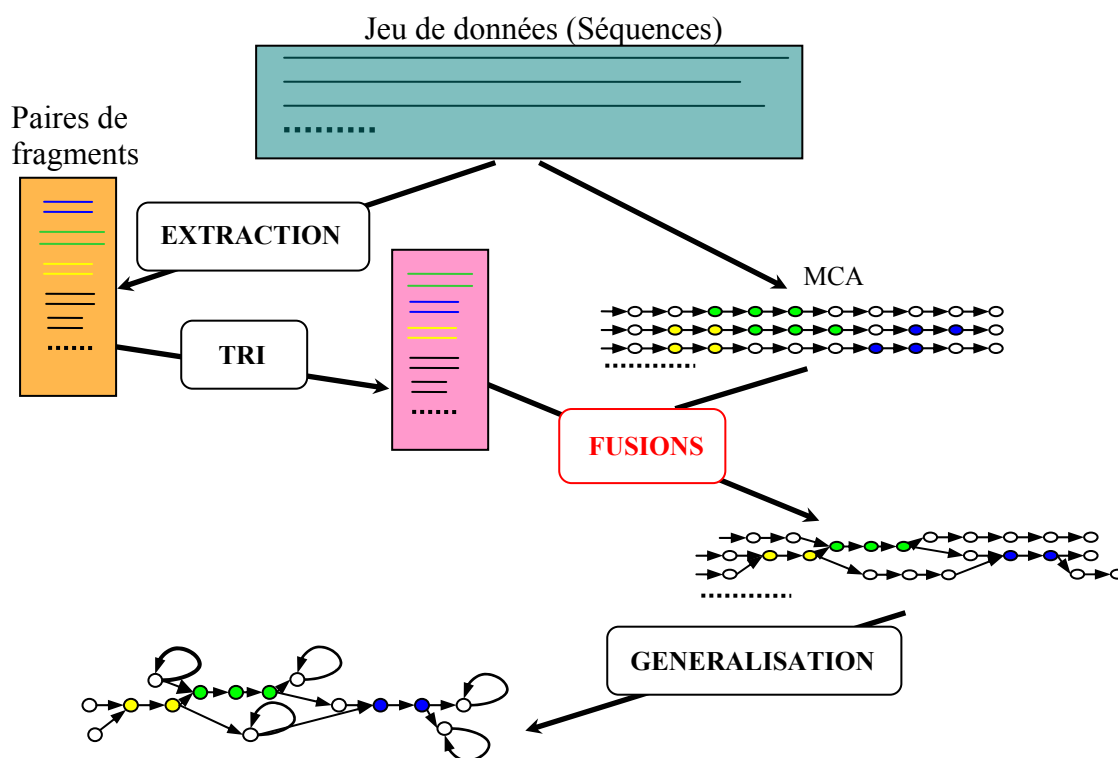 Jeu de données (Séquences)
Paires de
fragments
EXTRACTION
MCA
TRI
FUSIONS
GENERALISATION